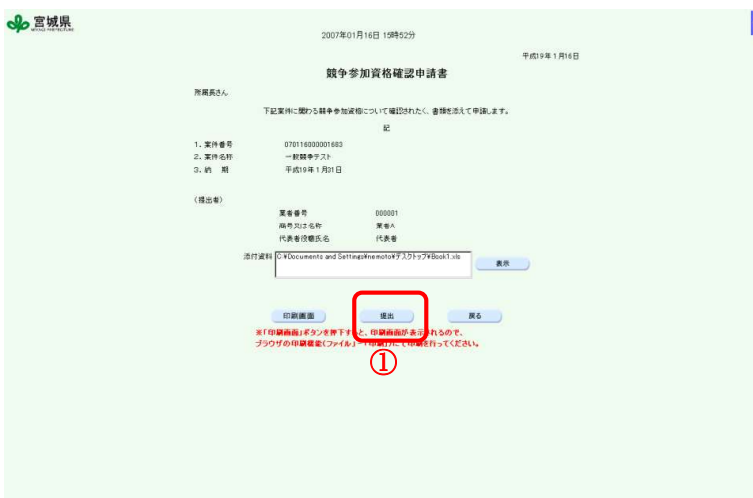 宮城県
MIYAGI PREFECTURE
2007年01月16日 15時52分
平成19年1月16日
競争参加資格確認申請書
所属長さん
下記案件に関わる競争参加資格について確認されたく、書類を添えて申請します。
記
1. 案件番号 070116000001683
2. 案件名称 一般競争テスト
3. 納 期 平成19年1月31日
(提出者)
業者番号 000001
商号又は名称 業者A
代表者役職氏名 代表者
添付資料 C:¥Documents and Settings¥nemoto¥デスクトップ¥Book1.xls 表示
印刷画面 提出 戻る
※「印刷画面」ボタンを押下すると、印刷画面が表示されるので、
ブラウザの印刷機能(ファイル」-「印刷」)にて印刷を行ってください。
①